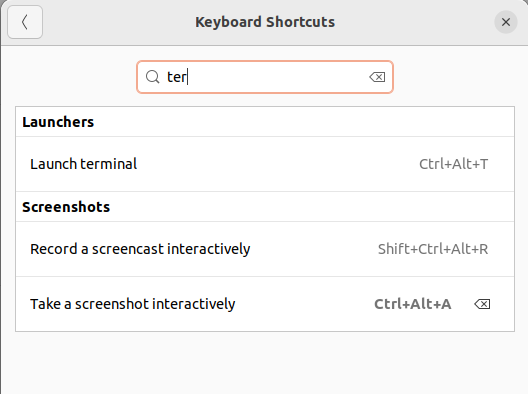 Keyboard Shortcuts
ter
Launchers
Launch terminal Ctrl+Alt+T
Screenshots
Record a screencast interactively Shift+Ctrl+Alt+R
Take a screenshot interactively Ctrl+Alt+A